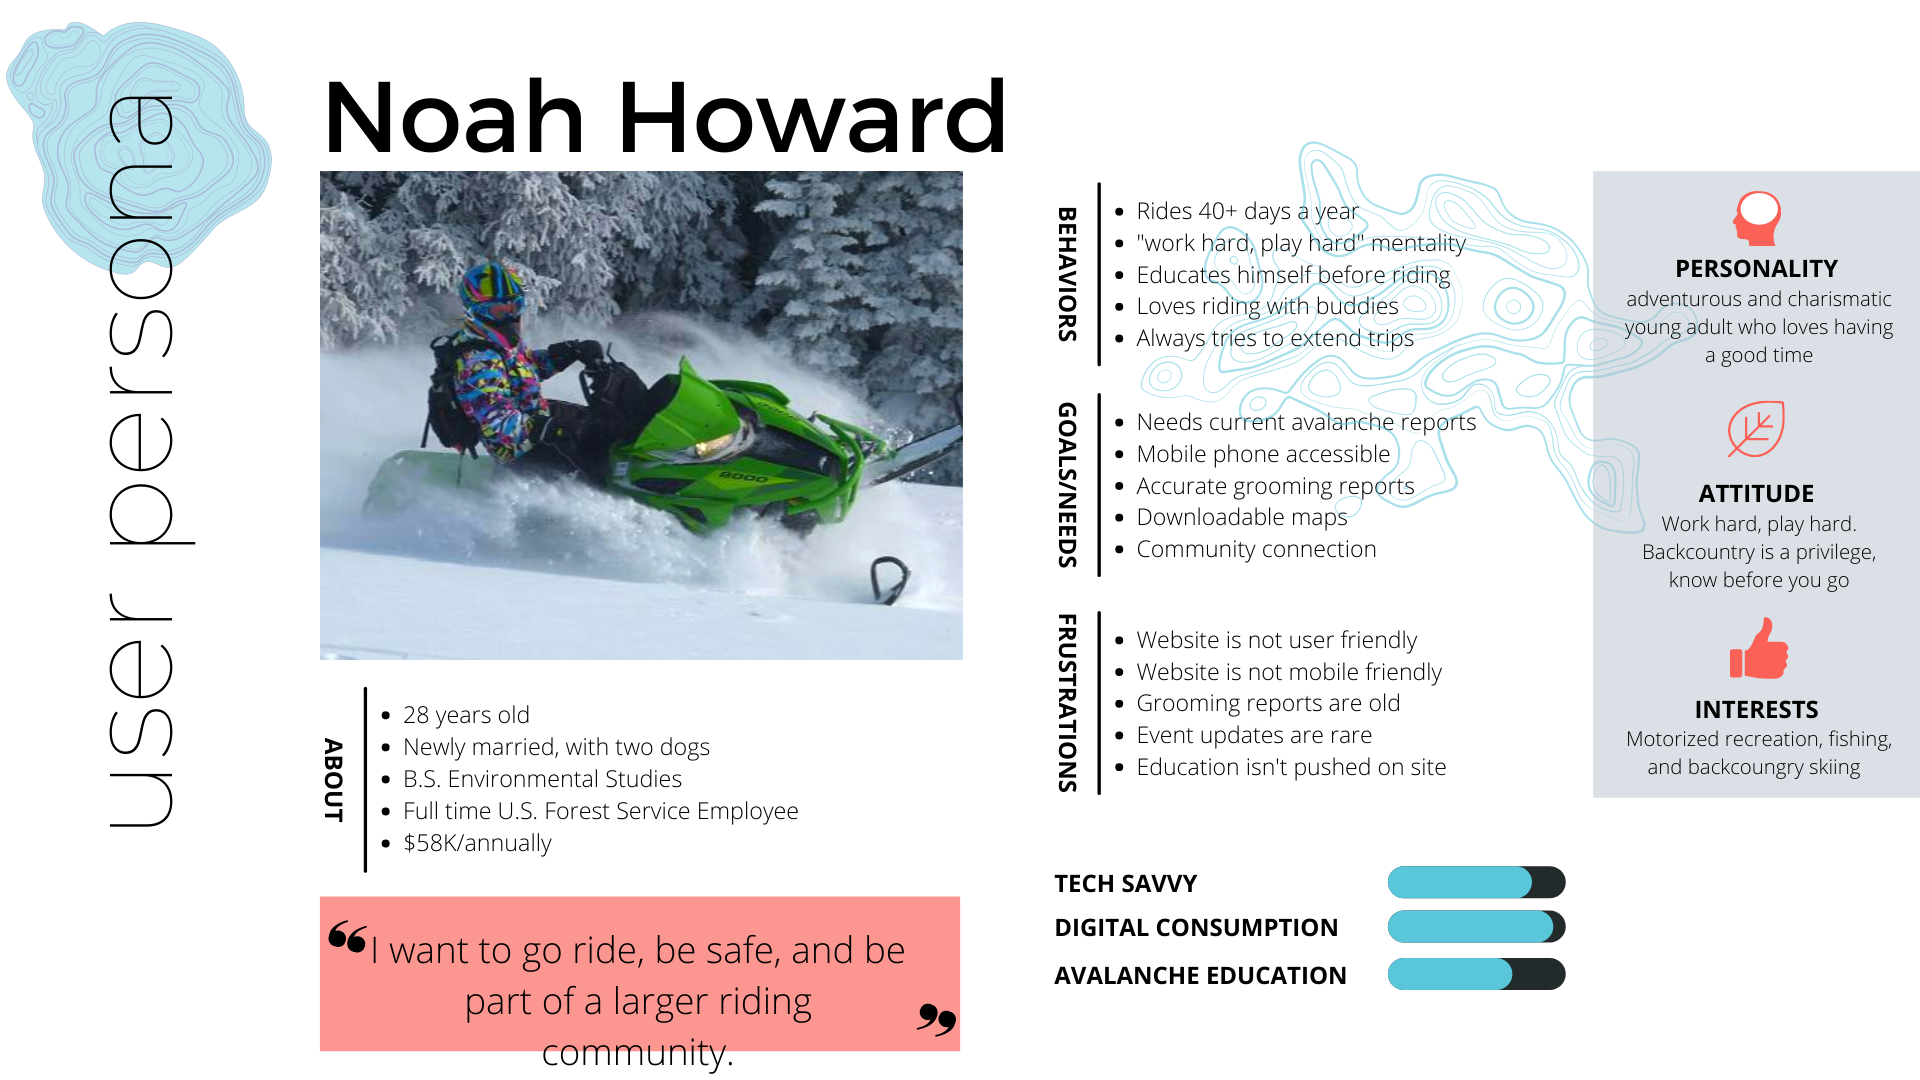 user persona
Noah Howard
9000
ABOUT
28 years old
Newly married, with two dogs
B.S. Environmental Studies
Full time U.S. Forest Service Employee
$58K/annually
“I want to go ride, be safe, and be
part of a larger riding
community.”
BEHAVIORS
Rides 40+ days a year
"work hard, play hard" mentality
Educates himself before riding
Loves riding with buddies
Always tries to extend trips
GOALS/NEEDS
Needs current avalanche reports
Mobile phone accessible
Accurate grooming reports
Downloadable maps
Community connection
FRUSTRATIONS
Website is not user friendly
Website is not mobile friendly
Grooming reports are old
Event updates are rare
Education isn't pushed on site
TECH SAVVY
DIGITAL CONSUMPTION
AVALANCHE EDUCATION
PERSONALITY
adventurous and charismatic
young adult who loves having
a good time
ATTITUDE
Work hard, play hard.
Backcountry is a privilege,
know before you go
INTERESTS
Motorized recreation, fishing,
and backcoungry skiing